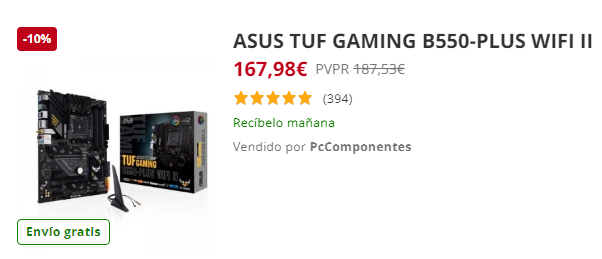 -10%
ASUS TUF GAMING B550-PLUS WIFI II
167,98€ PVPR 187,53€
(394)
Recíbelo mañana
Vendido por PcComponentes
TUF GAMING
B550-PLUS WIFI II
Envío gratis